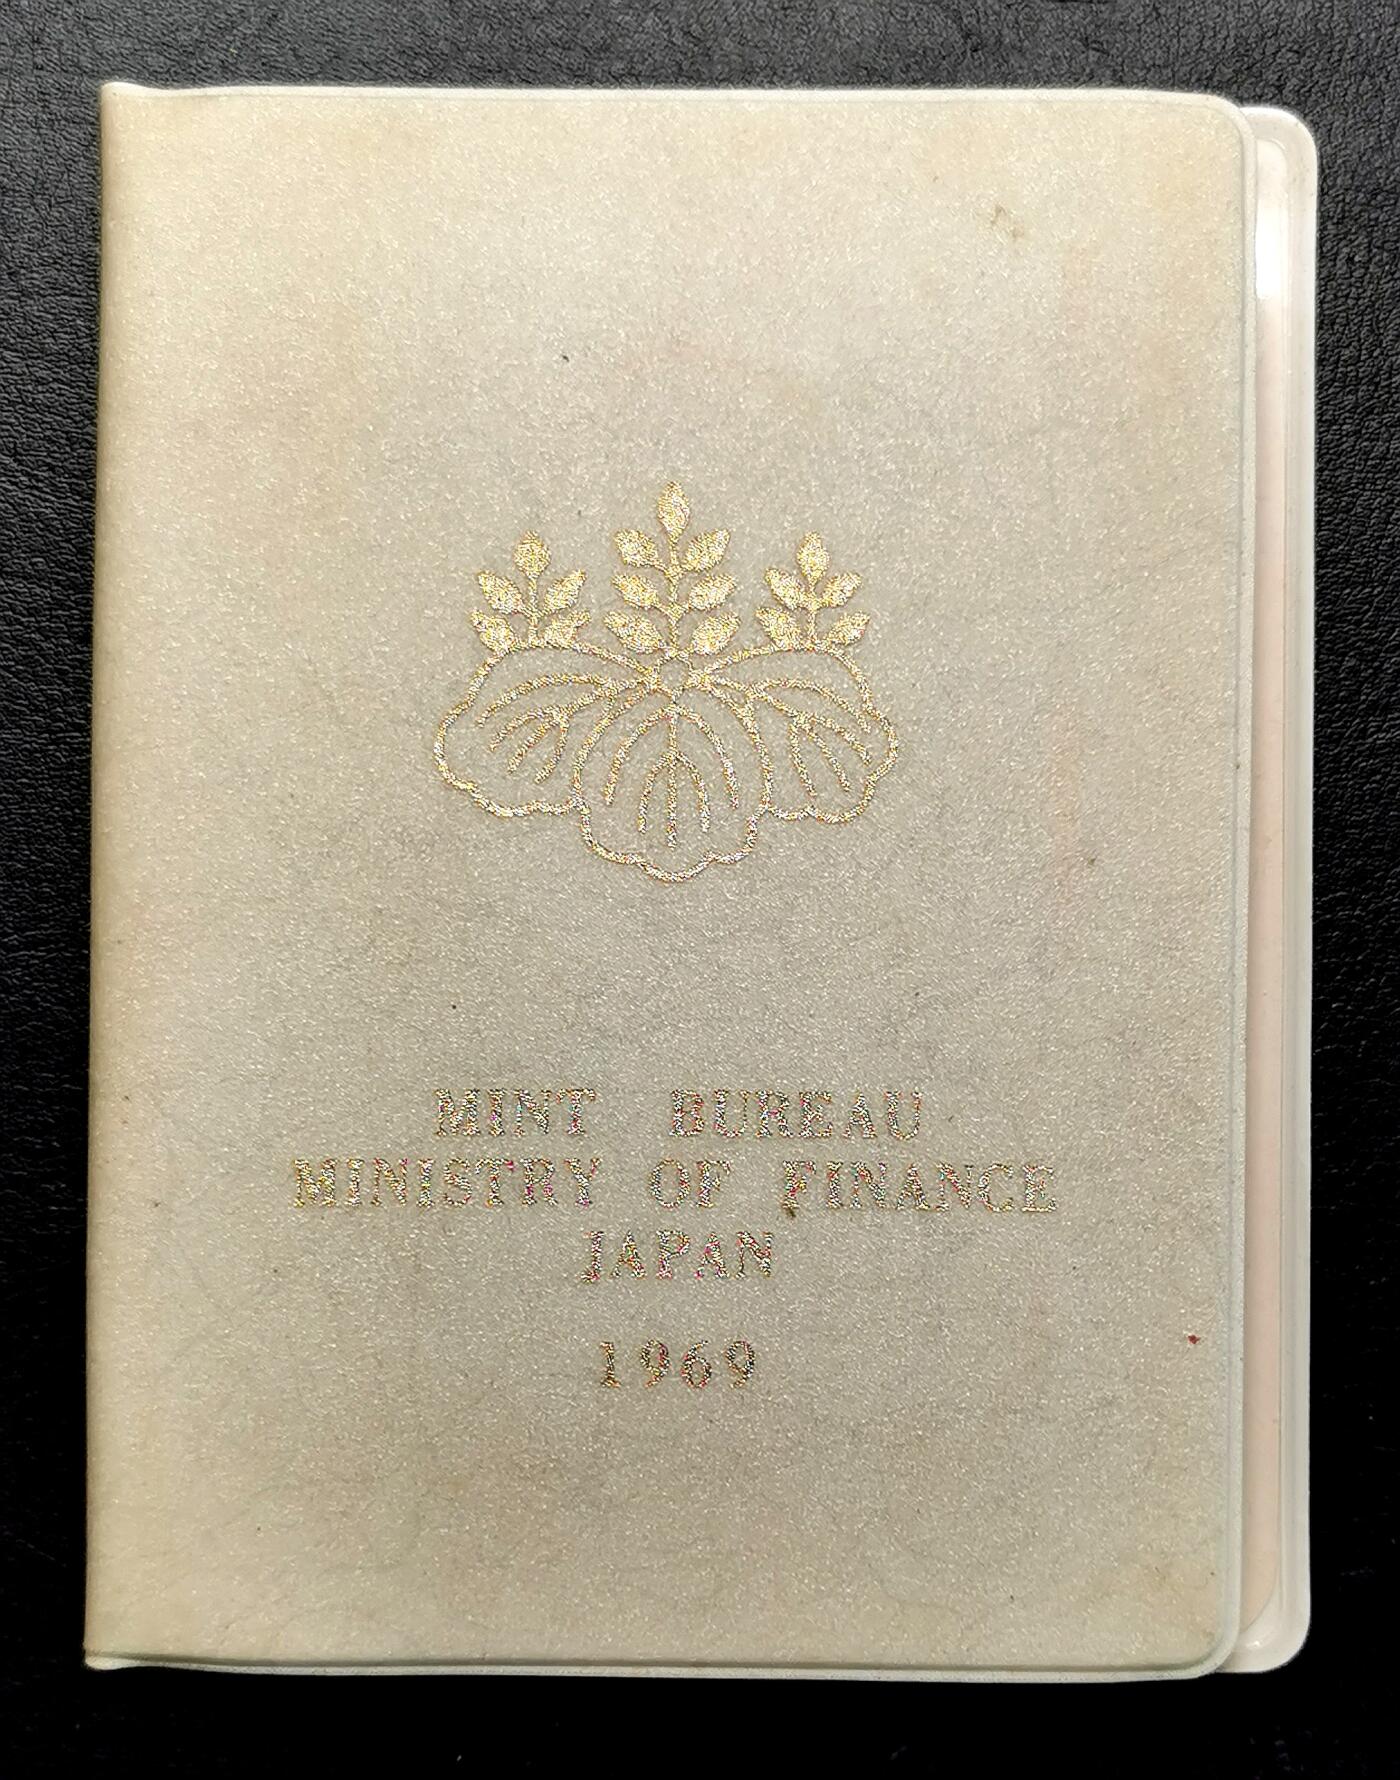 MINT BUREAU
MINISTRY OF FINANCE
JAPAN
1969